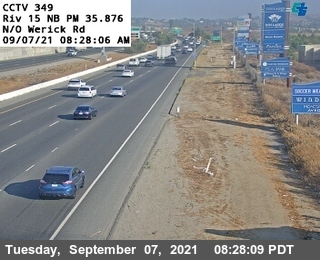 CCTV 349
Riv 15 NB PM 35.876
N/O Werick Rd
09/07/21 08:28:06 AM
SOCCER
Tuesday, September 07, 2021 08:28:09 PDT